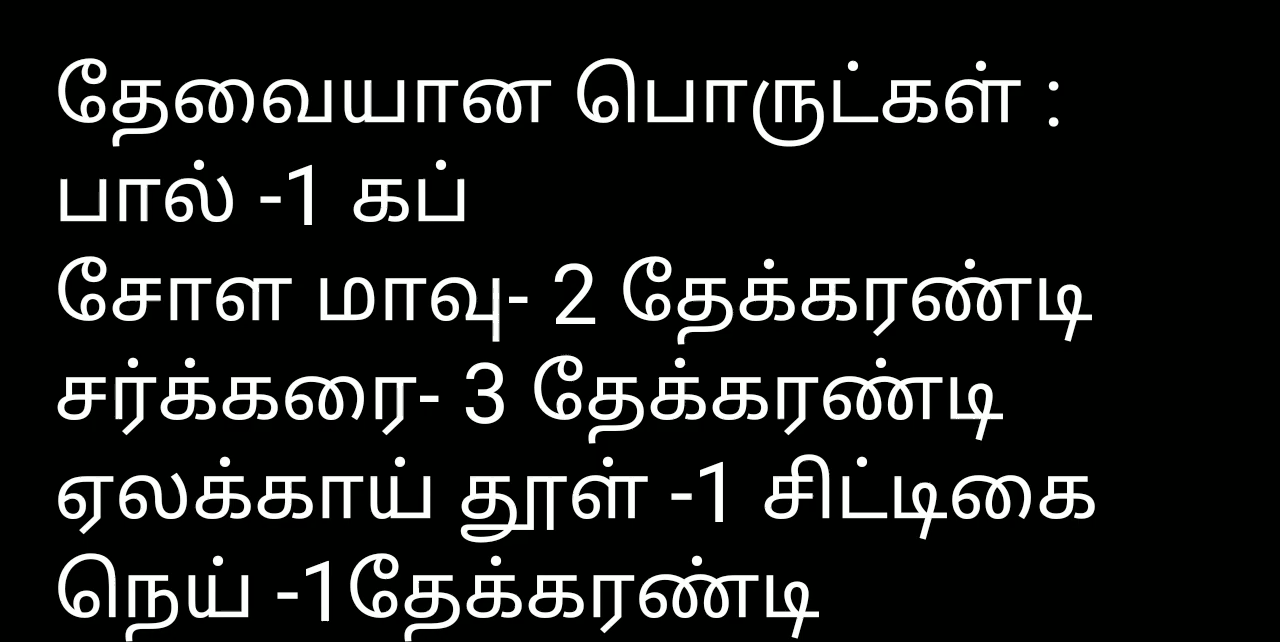 தேவையான பொருட்கள் :
பால் -1 கப்
சோள மாவு- 2 தேக்கரண்டி
சர்க்கரை- 3 தேக்கரண்டி
ஏலக்காய் தூள் -1 சிட்டிகை
நெய் -1தேக்கரண்டி